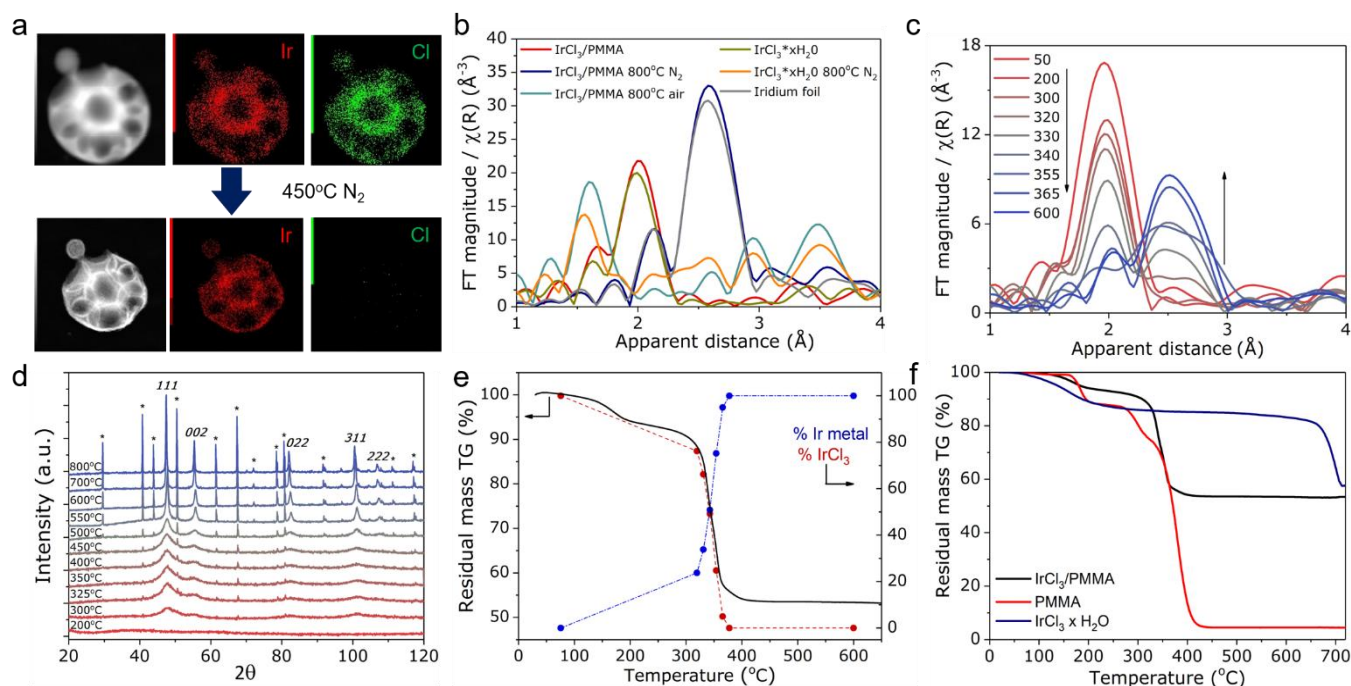 a
Ir
Cl
450°C N₂
Ir
Cl
b
FT magnitude / χ(R) (Å⁻³)
40
35
30
25
20
15
10
5
0
IrCl₃/PMMA
IrCl₃/PMMA 800°C N₂
IrCl₃/PMMA 800°C air
IrCl₃*xH₂0
IrCl₃*xH₂0 800°C N₂
Iridium foil
1 2 3 4
Apparent distance (Å)
c
FT magnitude / χ(R) (Å⁻³)
18
12
6
0
50
200
300
320
330
340
355
365
600
1 2 3 4
Apparent distance (Å)
d
Intensity (a.u.)
111
002
022
311
222
* * * * * * * * * * * *
800°C
700°C
600°C
550°C
500°C
450°C
400°C
350°C
325°C
300°C
200°C
20 40 60 80 100 120
2θ
e
Residual mass TG (%)
100
90
80
70
60
50
% Ir metal
% IrCl₃
100
80
60
40
20
0
0 100 200 300 400 500 600
Temperature (°C)
f
Residual mass TG (%)
100
80
60
40
20
0
IrCl₃/PMMA
PMMA
IrCl₃ x H₂O
0 100 200 300 400 500 600 700
Temperature (°C)